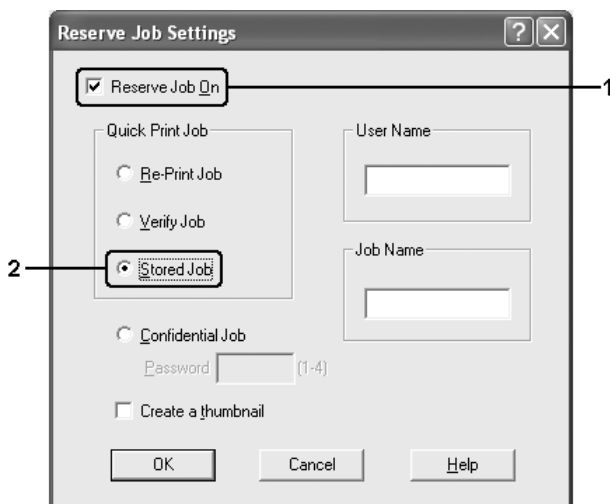 Reserve Job Settings
Reserve Job On
1
Quick Print Job
Re-Print Job
Verify Job
2
Stored Job
User Name
Job Name
Confidential Job
Password
(1-4)
Create a thumbnail
OK
Cancel
Help